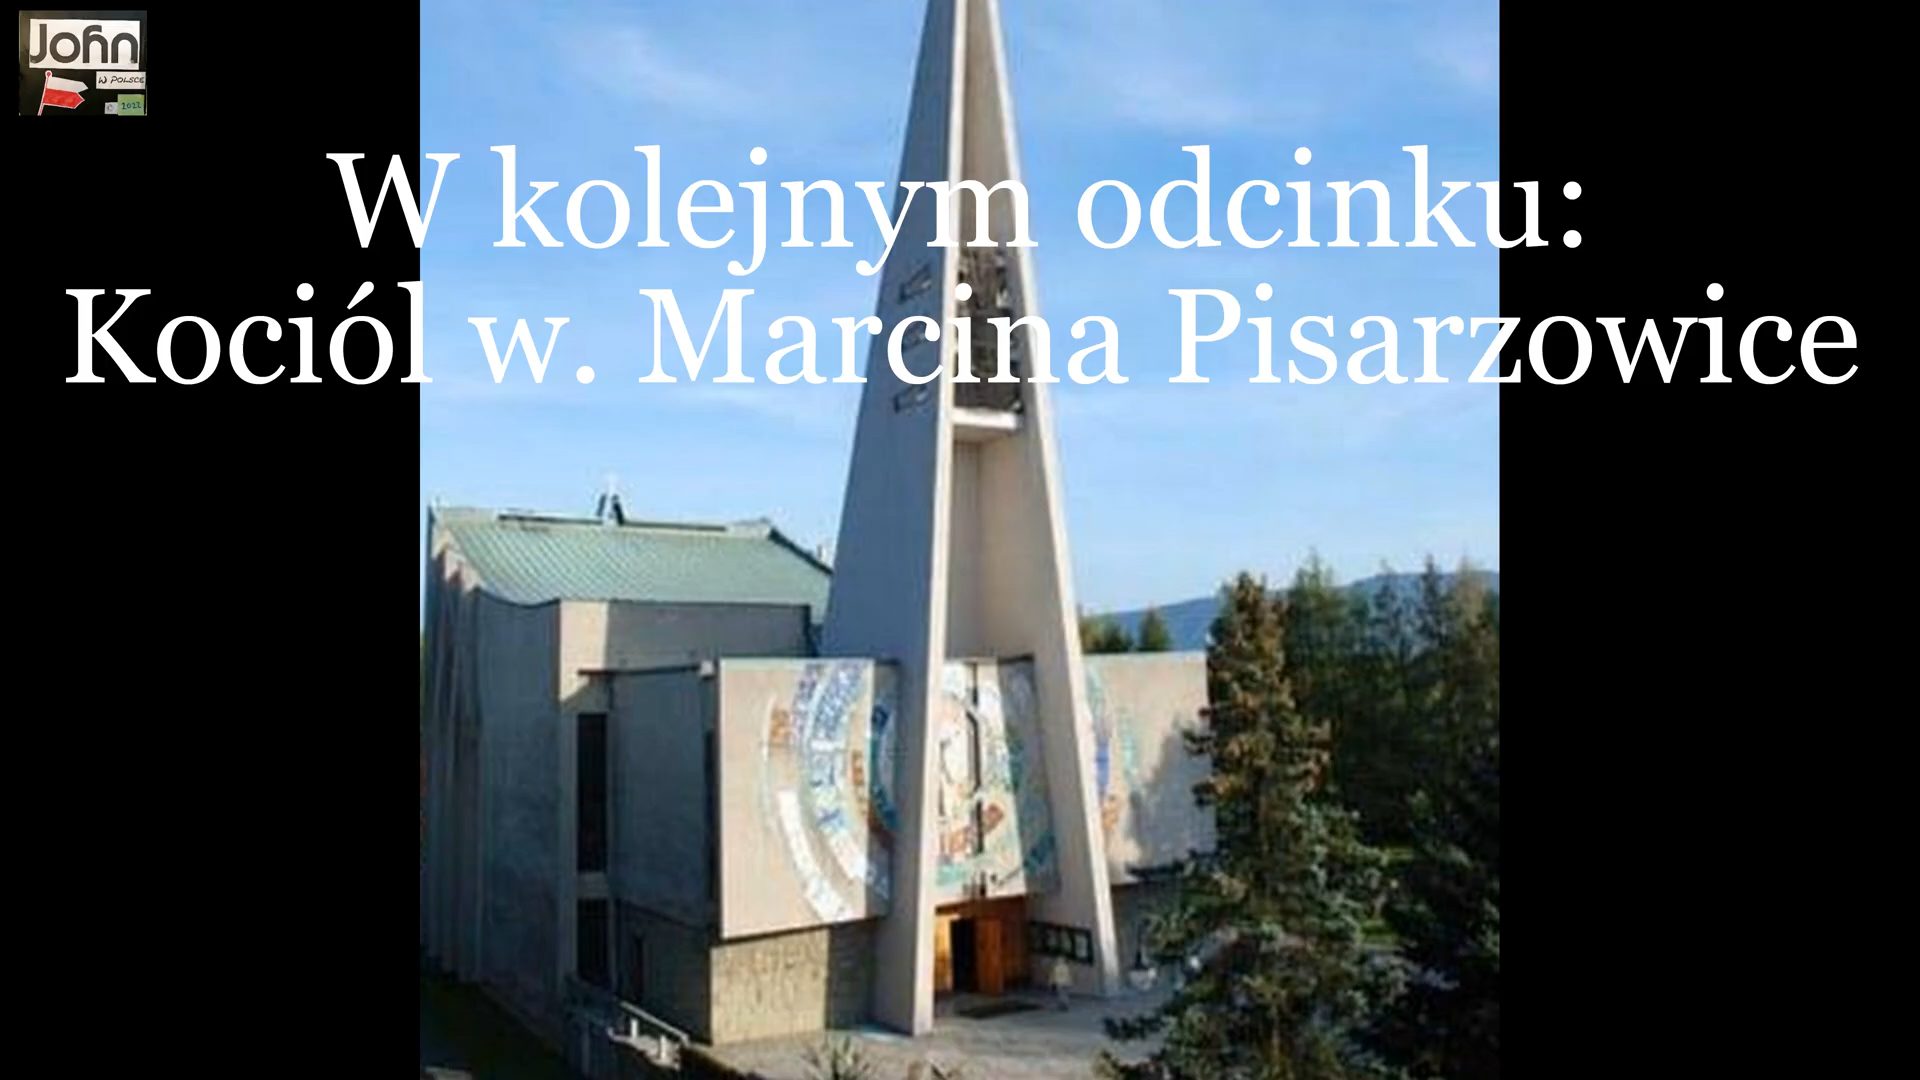 John
W POLSCE
© 2022
W kolejnym odcinku:
Kociól w. Marcina Pisarzowice